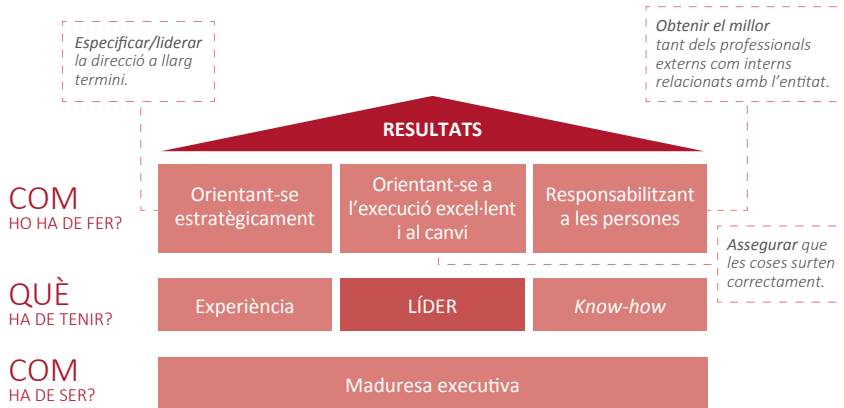 Especificar/liderar
la direcció a llarg
termini.
Obtenir el millor
tant dels professionals
externs com interns
relacionats amb l'entitat.
RESULTATS
COM
HO HA DE FER?
Orientant-se
estratègicament
Orientant-se a
l'execució excel·lent
i al canvi
Responsabilitzant
a les persones
Assegurar que
les coses surten
correctament.
QUÈ
HA DE TENIR?
Experiència
LÍDER
Know-how
COM
HA DE SER?
Maduresa executiva